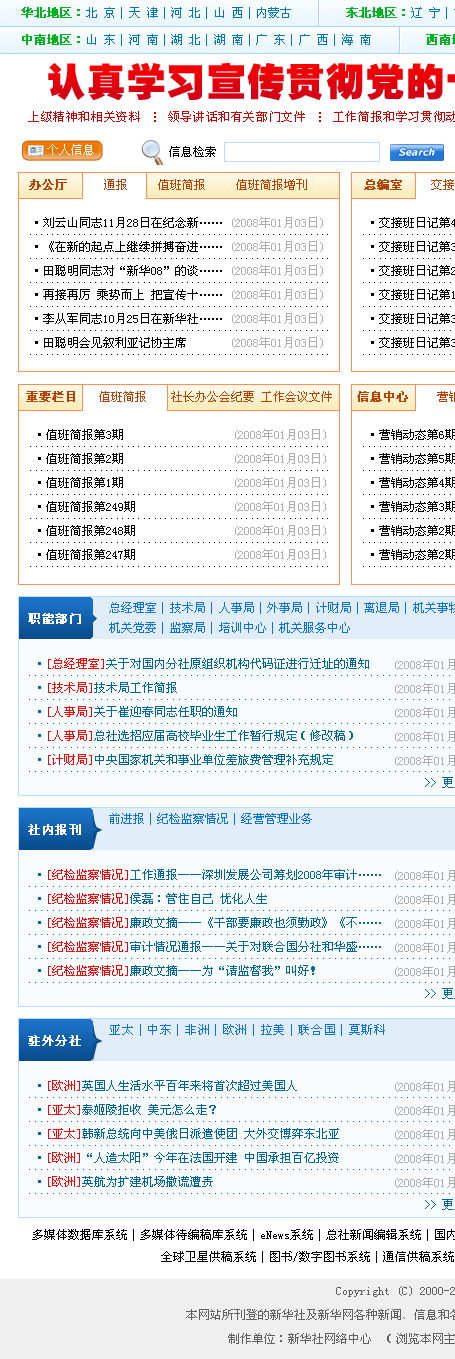 华北地区：北 京 | 天 津 | 河 北 | 山 西 | 内蒙古 东北地区：辽 宁 |
中南地区：山 东 | 河 南 | 湖 北 | 湖 南 | 广 东 | 广 西 | 海 南 西南
认真学习宣传贯彻党的
上级精神和相关资料 ⋮ 领导讲话和有关部门文件 ⋮ 工作简报和学习贯彻
个人信息 信息检索 Search
办公厅 通报 值班简报 值班简报增刊 总编室 交接
刘云山同志11月28日在纪念新…… (2008年01月03日) 交接班日记第
《在新的起点上继续拼搏奋进…… (2008年01月03日) 交接班日记第
田聪明同志对“新华08”的谈…… (2008年01月03日) 交接班日记第
再接再厉 乘势而上 把宣传十…… (2008年01月03日) 交接班日记第
李从军同志10月25日在新华社…… (2008年01月03日) 交接班日记第
田聪明会见叙利亚记协主席 (2008年01月03日) 交接班日记第
重要栏目 值班简报 社长办公会纪要 工作会议文件 信息中心 营
值班简报第3期 (2008年01月03日) 营销动态第6期
值班简报第2期 (2008年01月03日) 营销动态第5期
值班简报第1期 (2008年01月03日) 营销动态第4期
值班简报第249期 (2008年01月03日) 营销动态第3期
值班简报第248期 (2008年01月03日) 营销动态第2期
值班简报第247期 (2008年01月03日) 营销动态第2期
职能部门 总经理室 | 技术局 | 人事局 | 外事局 | 计财局 | 离退局 | 机关事
机关党委 | 监察局 | 培训中心 | 机关服务中心
[总经理室]关于对国内分社原组织机构代码证进行迁址的通知 (2008年01月
[技术局]技术局工作简报 (2008年01月
[人事局]关于崔迎春同志任职的通知 (2008年01月
[人事局]总社选招应届高校毕业生工作暂行规定（修改稿） (2008年01月
[计财局]中央国家机关和事业单位差旅费管理补充规定 (2008年01月
>> 更
社内报刊 前进报 | 纪检监察情况 | 经营管理业务
[纪检监察情况]工作通报——深圳发展公司筹划2008年审计…… (2008年01月
[纪检监察情况]侯磊：管住自己 优化人生 (2008年01月
[纪检监察情况]廉政文摘——《干部要廉政也须勤政》《不…… (2008年01月
[纪检监察情况]审计情况通报——关于对联合国分社和华盛…… (2008年01月
[纪检监察情况]廉政文摘——为“请监督我”叫好！ (2008年01月
>> 更
驻外分社 亚太 | 中东 | 非洲 | 欧洲 | 拉美 | 联合国 | 莫斯科
[欧洲]英国人生活水平百年来将首次超过美国人 (2008年01月
[亚太]泰姬陵拒收 美元怎么走？ (2008年01月
[亚太]韩新总统向中美俄日派遣使团 大外交博弈东北亚 (2008年01月
[欧洲]“人造太阳”今年在法国开建 中国承担百亿投资 (2008年01月
[欧洲]英航为扩建机场撒谎遭责 (2008年01月
>> 更
多媒体数据库系统 | 多媒体待编稿库系统 | eNews系统 | 总社新闻编辑系统 | 国内
全球卫星供稿系统 | 图书/数字图书系统 | 通信供稿系统
Copyright (C) 2000-2
本网站所刊登的新华社及新华网各种新闻、信息和
制作单位：新华社网络中心 （浏览本网主